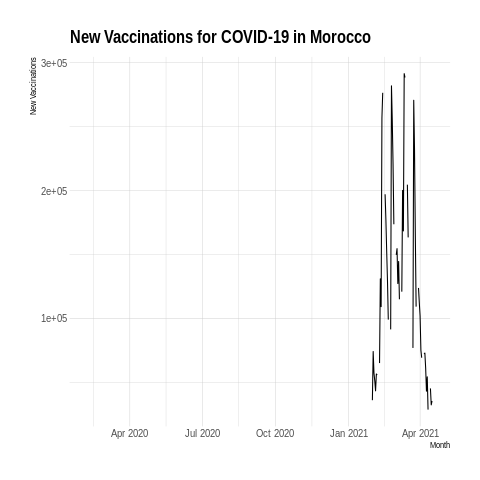 New Vaccinations for COVID-19 in Morocco
New Vaccinations
3e+05
2e+05
1e+05
Apr 2020 Jul 2020 Oct 2020 Jan 2021 Apr 2021
Month